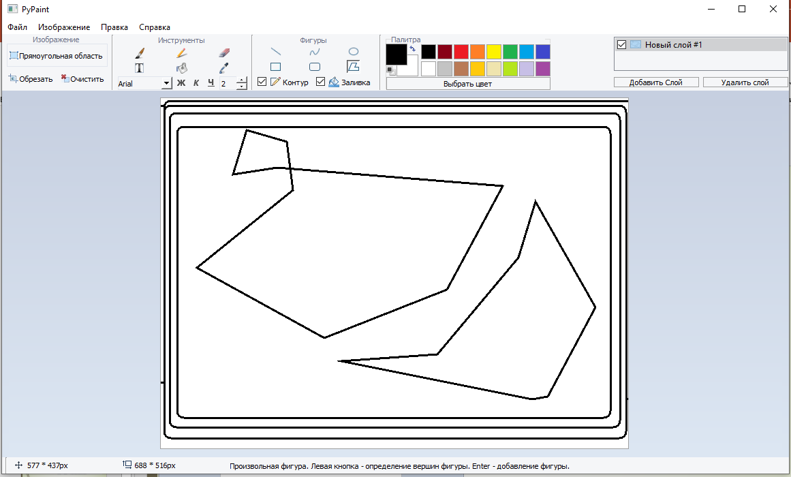 PyPaint
Файл Изображение Правка Справка
Изображение Инструменты Фигуры Палитра
Прямоугольная область
Новый слой #1
T
Обрезать Очистить
Arial Ж К Ч 2 Контур Заливка
Выбрать цвет
Добавить Слой Удалить слой
577 * 437px 688 * 516px Произвольная фигура. Левая кнопка - определение вершин фигуры. Enter - добавление фигуры.